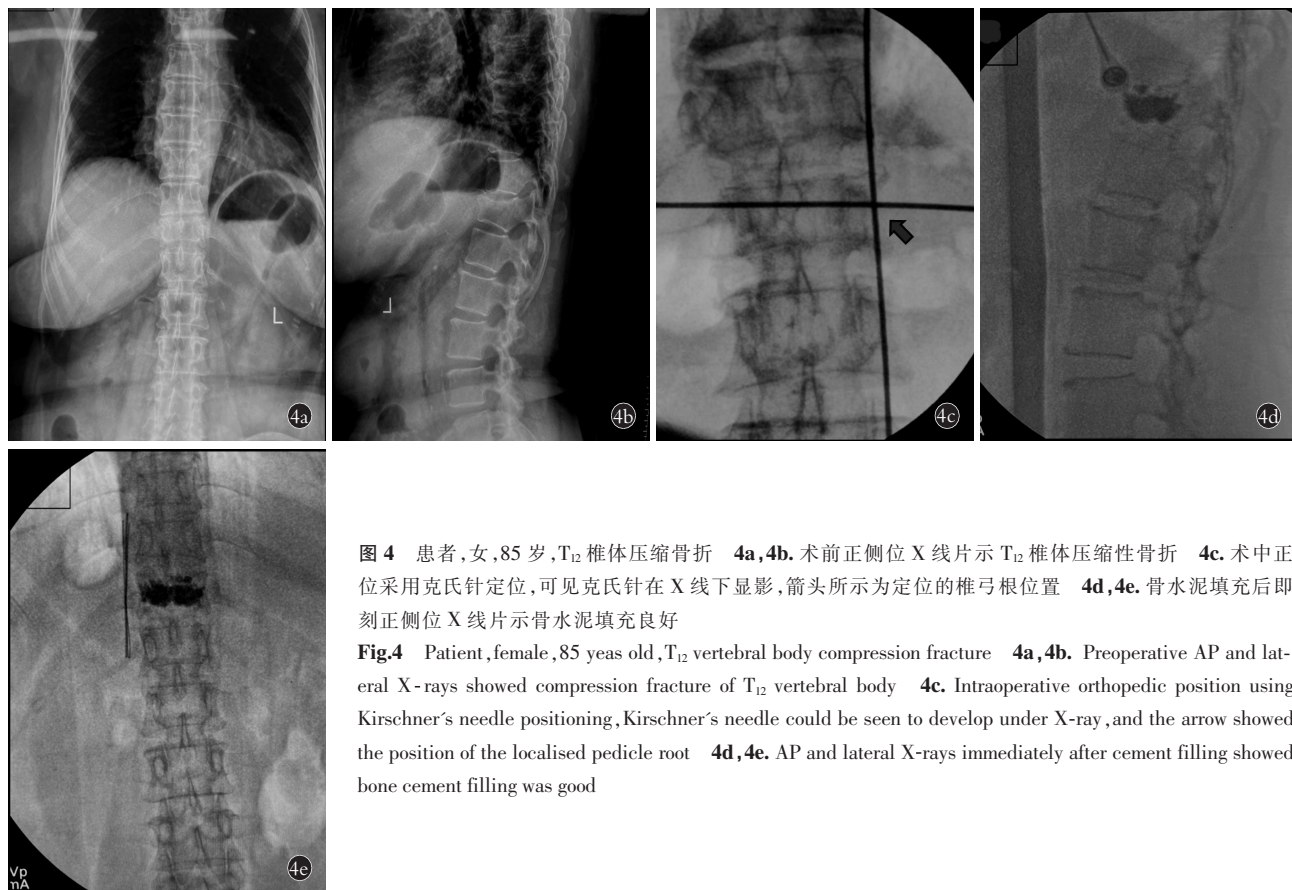 L
4a
4b
4c
4d
Vp
mA
4e
图 4 患者,女,85 岁,T12 椎体压缩骨折 4a,4b. 术前正侧位 X 线片示 T12 椎体压缩性骨折 4c. 术中正
位采用克氏针定位,可见克氏针在 X 线下显影,箭头所示为定位的椎弓根位置 4d,4e. 骨水泥填充后即
刻正侧位 X 线片示骨水泥填充良好
Fig.4 Patient,female,85 yeas old,T12 vertebral body compression fracture 4a,4b. Preoperative AP and lat-
eral X-rays showed compression fracture of T12 vertebral body 4c. Intraoperative orthopedic position using
Kirschner´s needle positioning,Kirschner´s needle could be seen to develop under X-ray,and the arrow showed
the position of the localised pedicle root 4d,4e. AP and lateral X-rays immediately after cement filling showed
bone cement filling was good